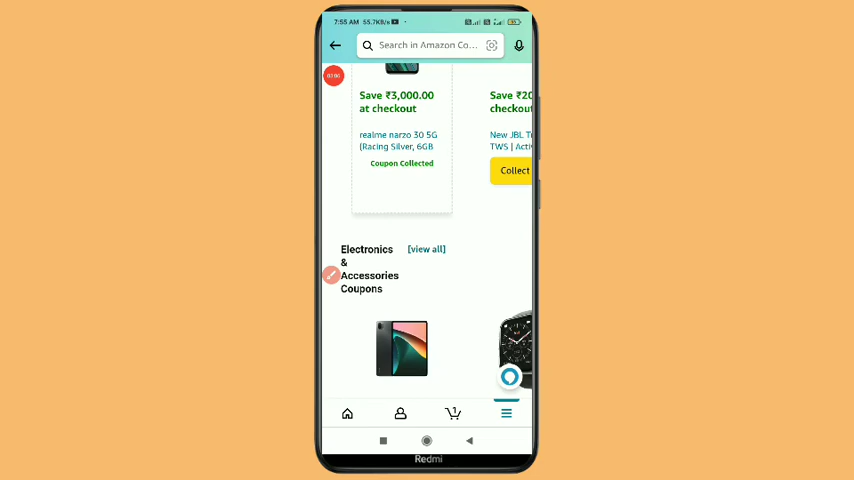 7:55 AM 55.7KB/s
Search in Amazon Co...
Save ₹3,000.00
at checkout
Save ₹20
checkout
realme narzo 30 5G
(Racing Silver, 6GB
New JBL T
TWS | Acti
Coupon Collected
Collect
Electronics
&
Accessories
Coupons
[view all]
1
Redmi